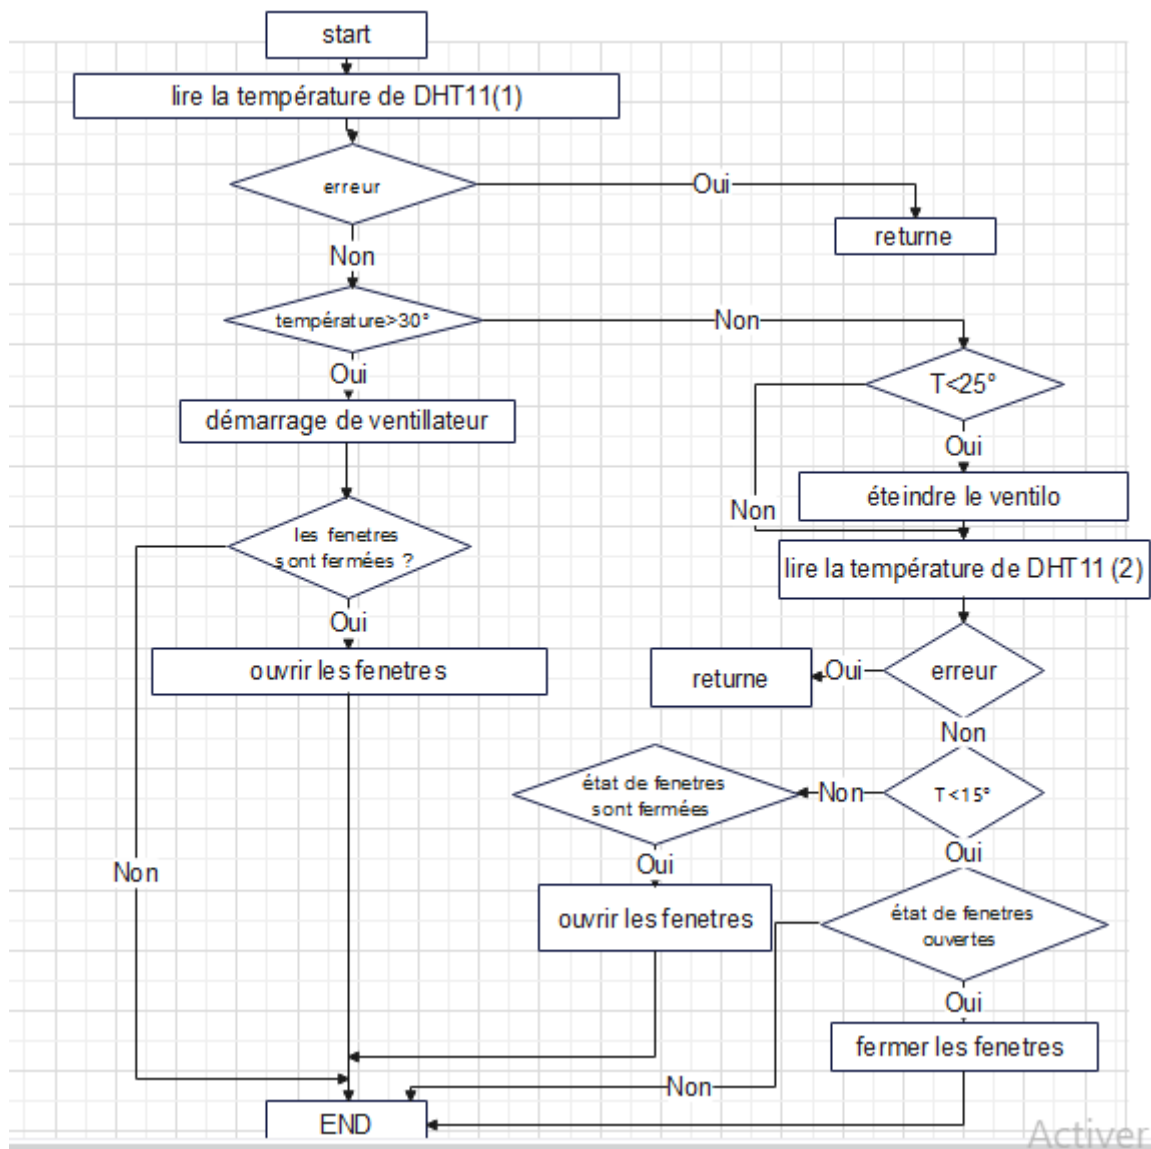 start
lire la température de DHT11(1)
erreur
Oui
returne
Non
température>30°
Non
Oui
T<25°
démarrage de ventillateur
Oui
éteindre le ventilo
Non
les fenetres
sont fermées ?
lire la température de DHT11 (2)
Oui
ouvrir les fenetres
erreur
Oui
returne
Non
état de fenetres
sont fermées
Non
T<15°
Oui
Oui
Non
ouvrir les fenetres
état de fenetres
ouvertes
Oui
fermer les fenetres
Non
END
Activer